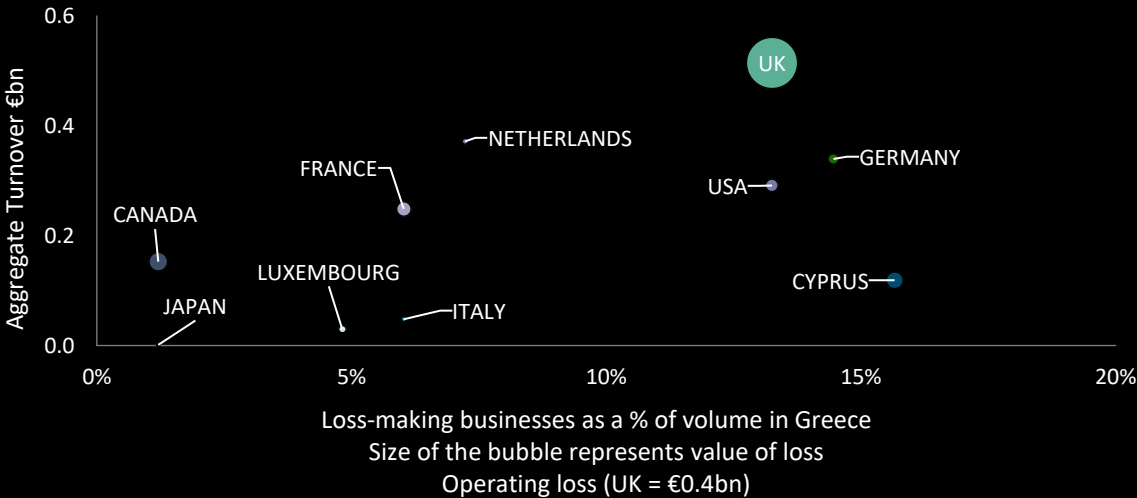 0.6
UK
0.4
NETHERLANDS
GERMANY
FRANCE
USA
CANADA
0.2
LUXEMBOURG
CYPRUS
JAPAN
ITALY
0.0
0%
5%
10%
15%
20%
Aggregate Turnover €bn
Loss-making businesses as a % of volume in Greece
Size of the bubble represents value of loss
Operating loss (UK = €0.4bn)